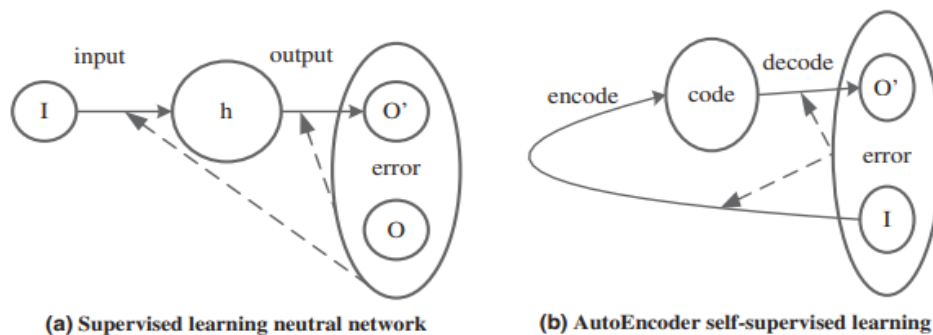 input
output
I
h
O'
error
O
(a) Supervised learning neutral network
encode
code
decode
O'
error
I
(b) AutoEncoder self-supervised learning